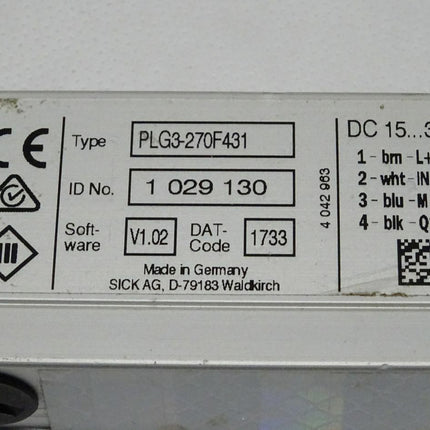 CE
Type PLG3-270F431
ID No. 1 029 130
Soft-
ware V1.02 DAT-
Code 1733
Made in Germany
SICK AG, D-79183 Waldkirch
4 042 963
DC 15...3
1 - brn - L+
2 - wht - IN
3 - blu - M
4 - blk - Q
III